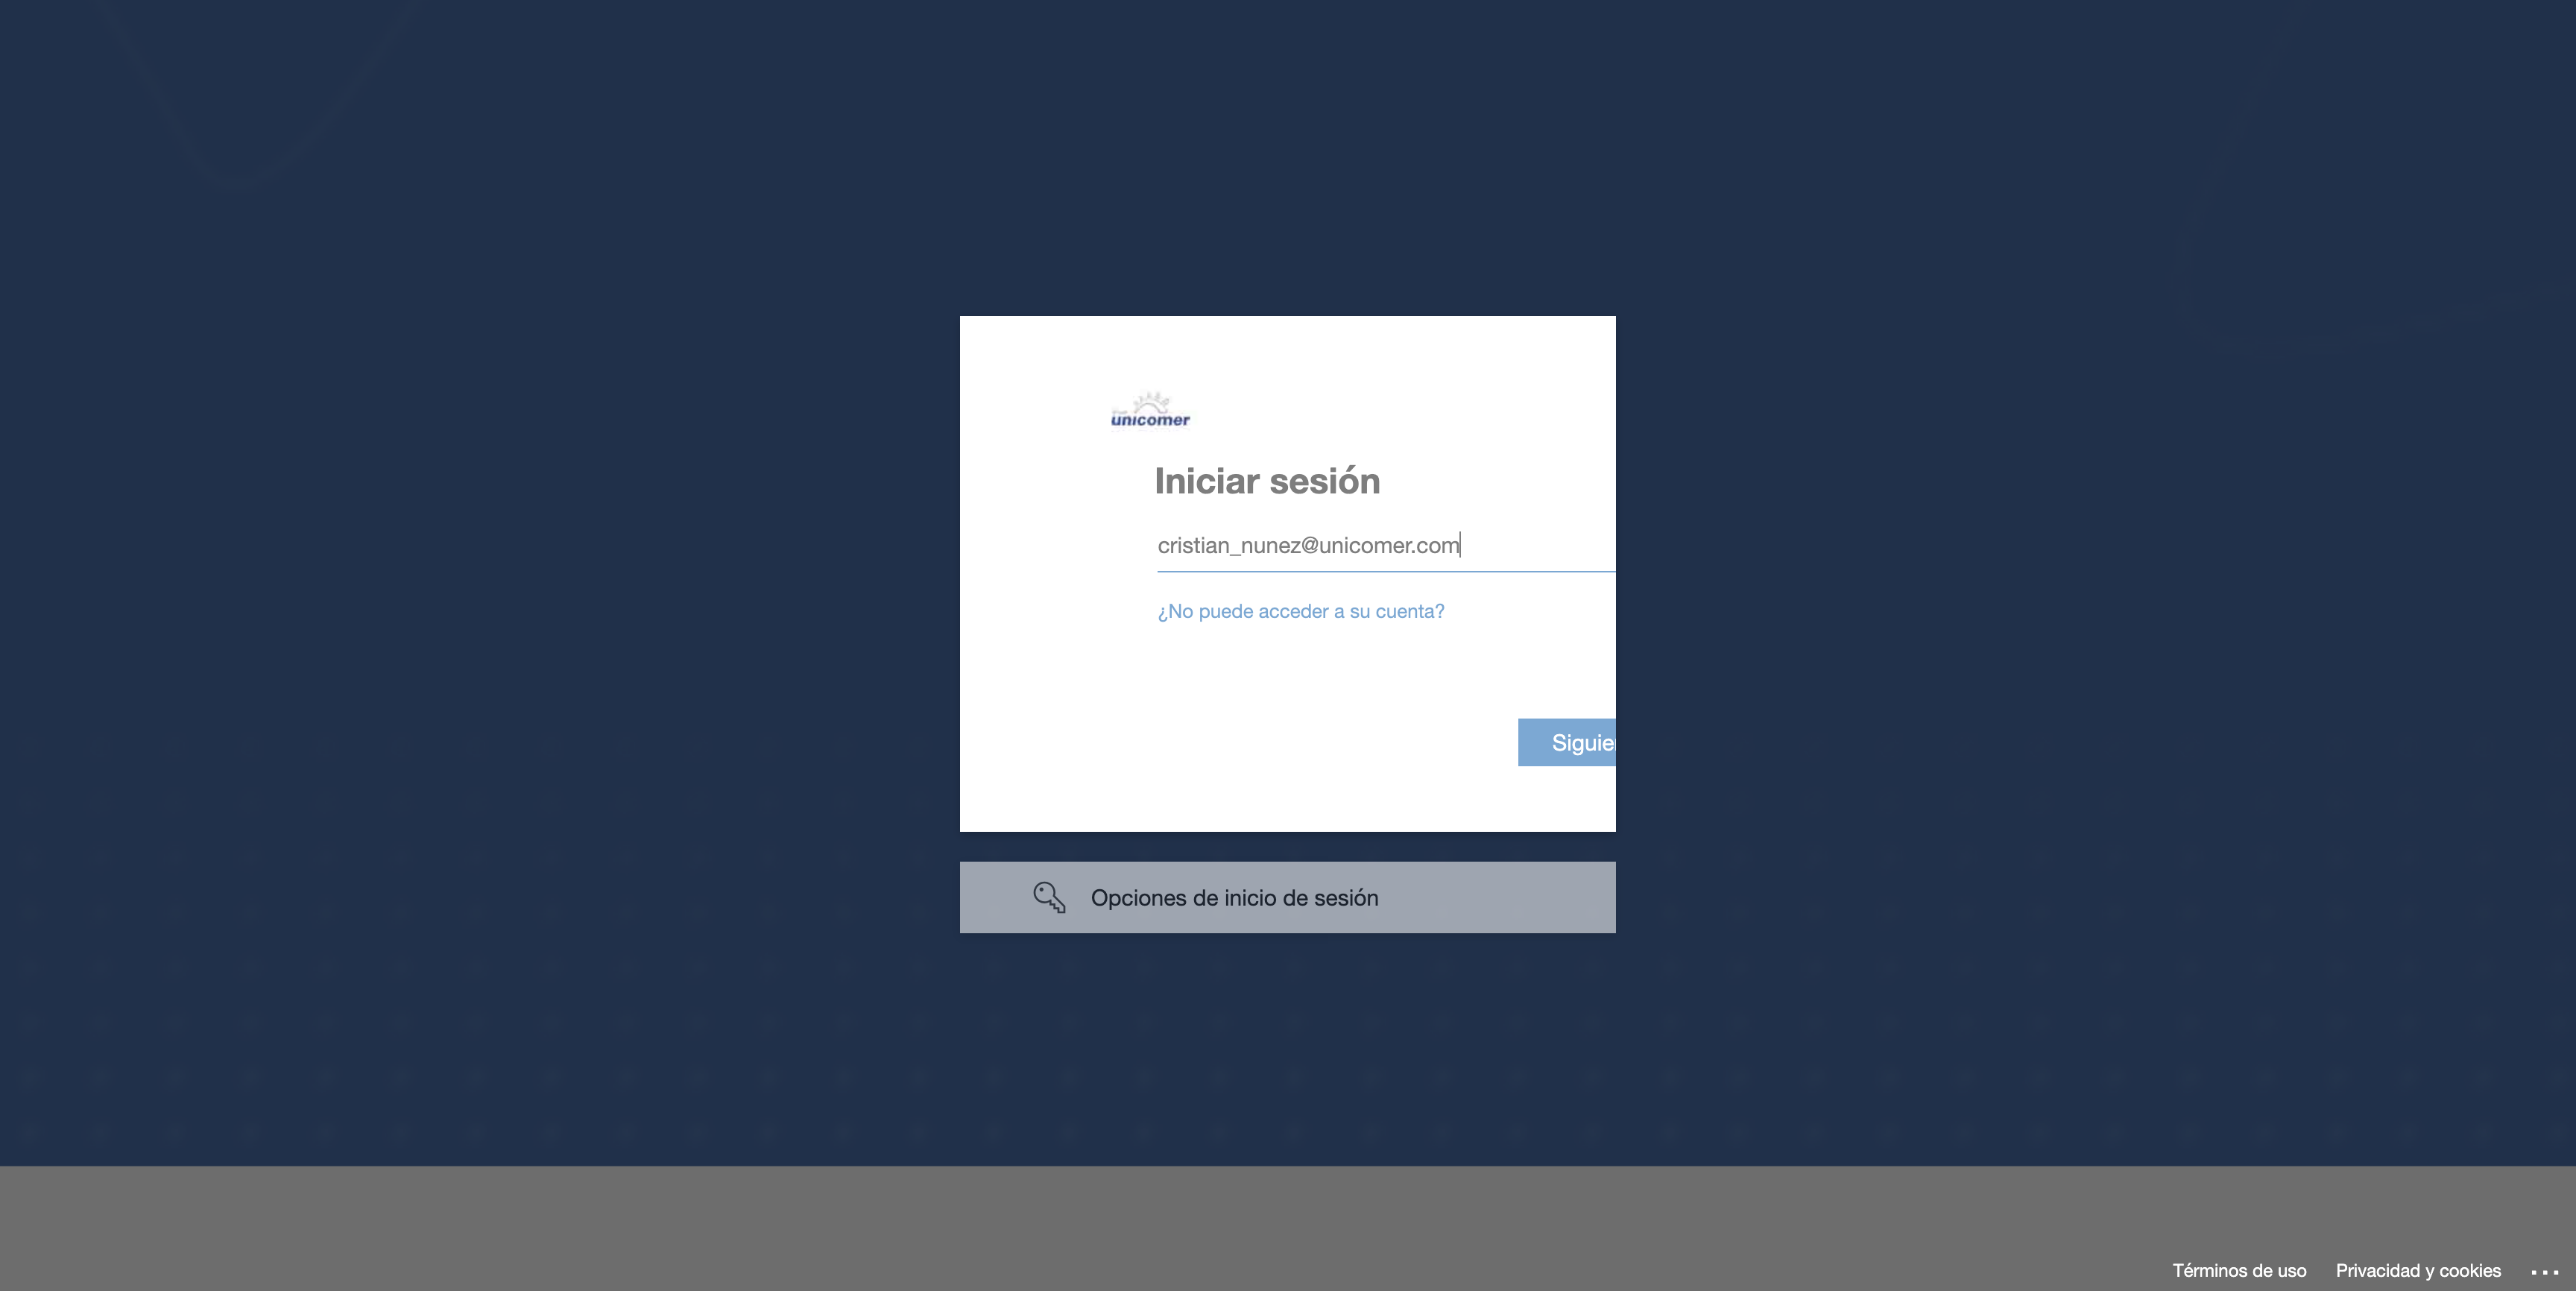 unicomer
Iniciar sesión
cristian_nunez@unicomer.com
¿No puede acceder a su cuenta?
Siguie
Opciones de inicio de sesión
Términos de uso Privacidad y cookies ...